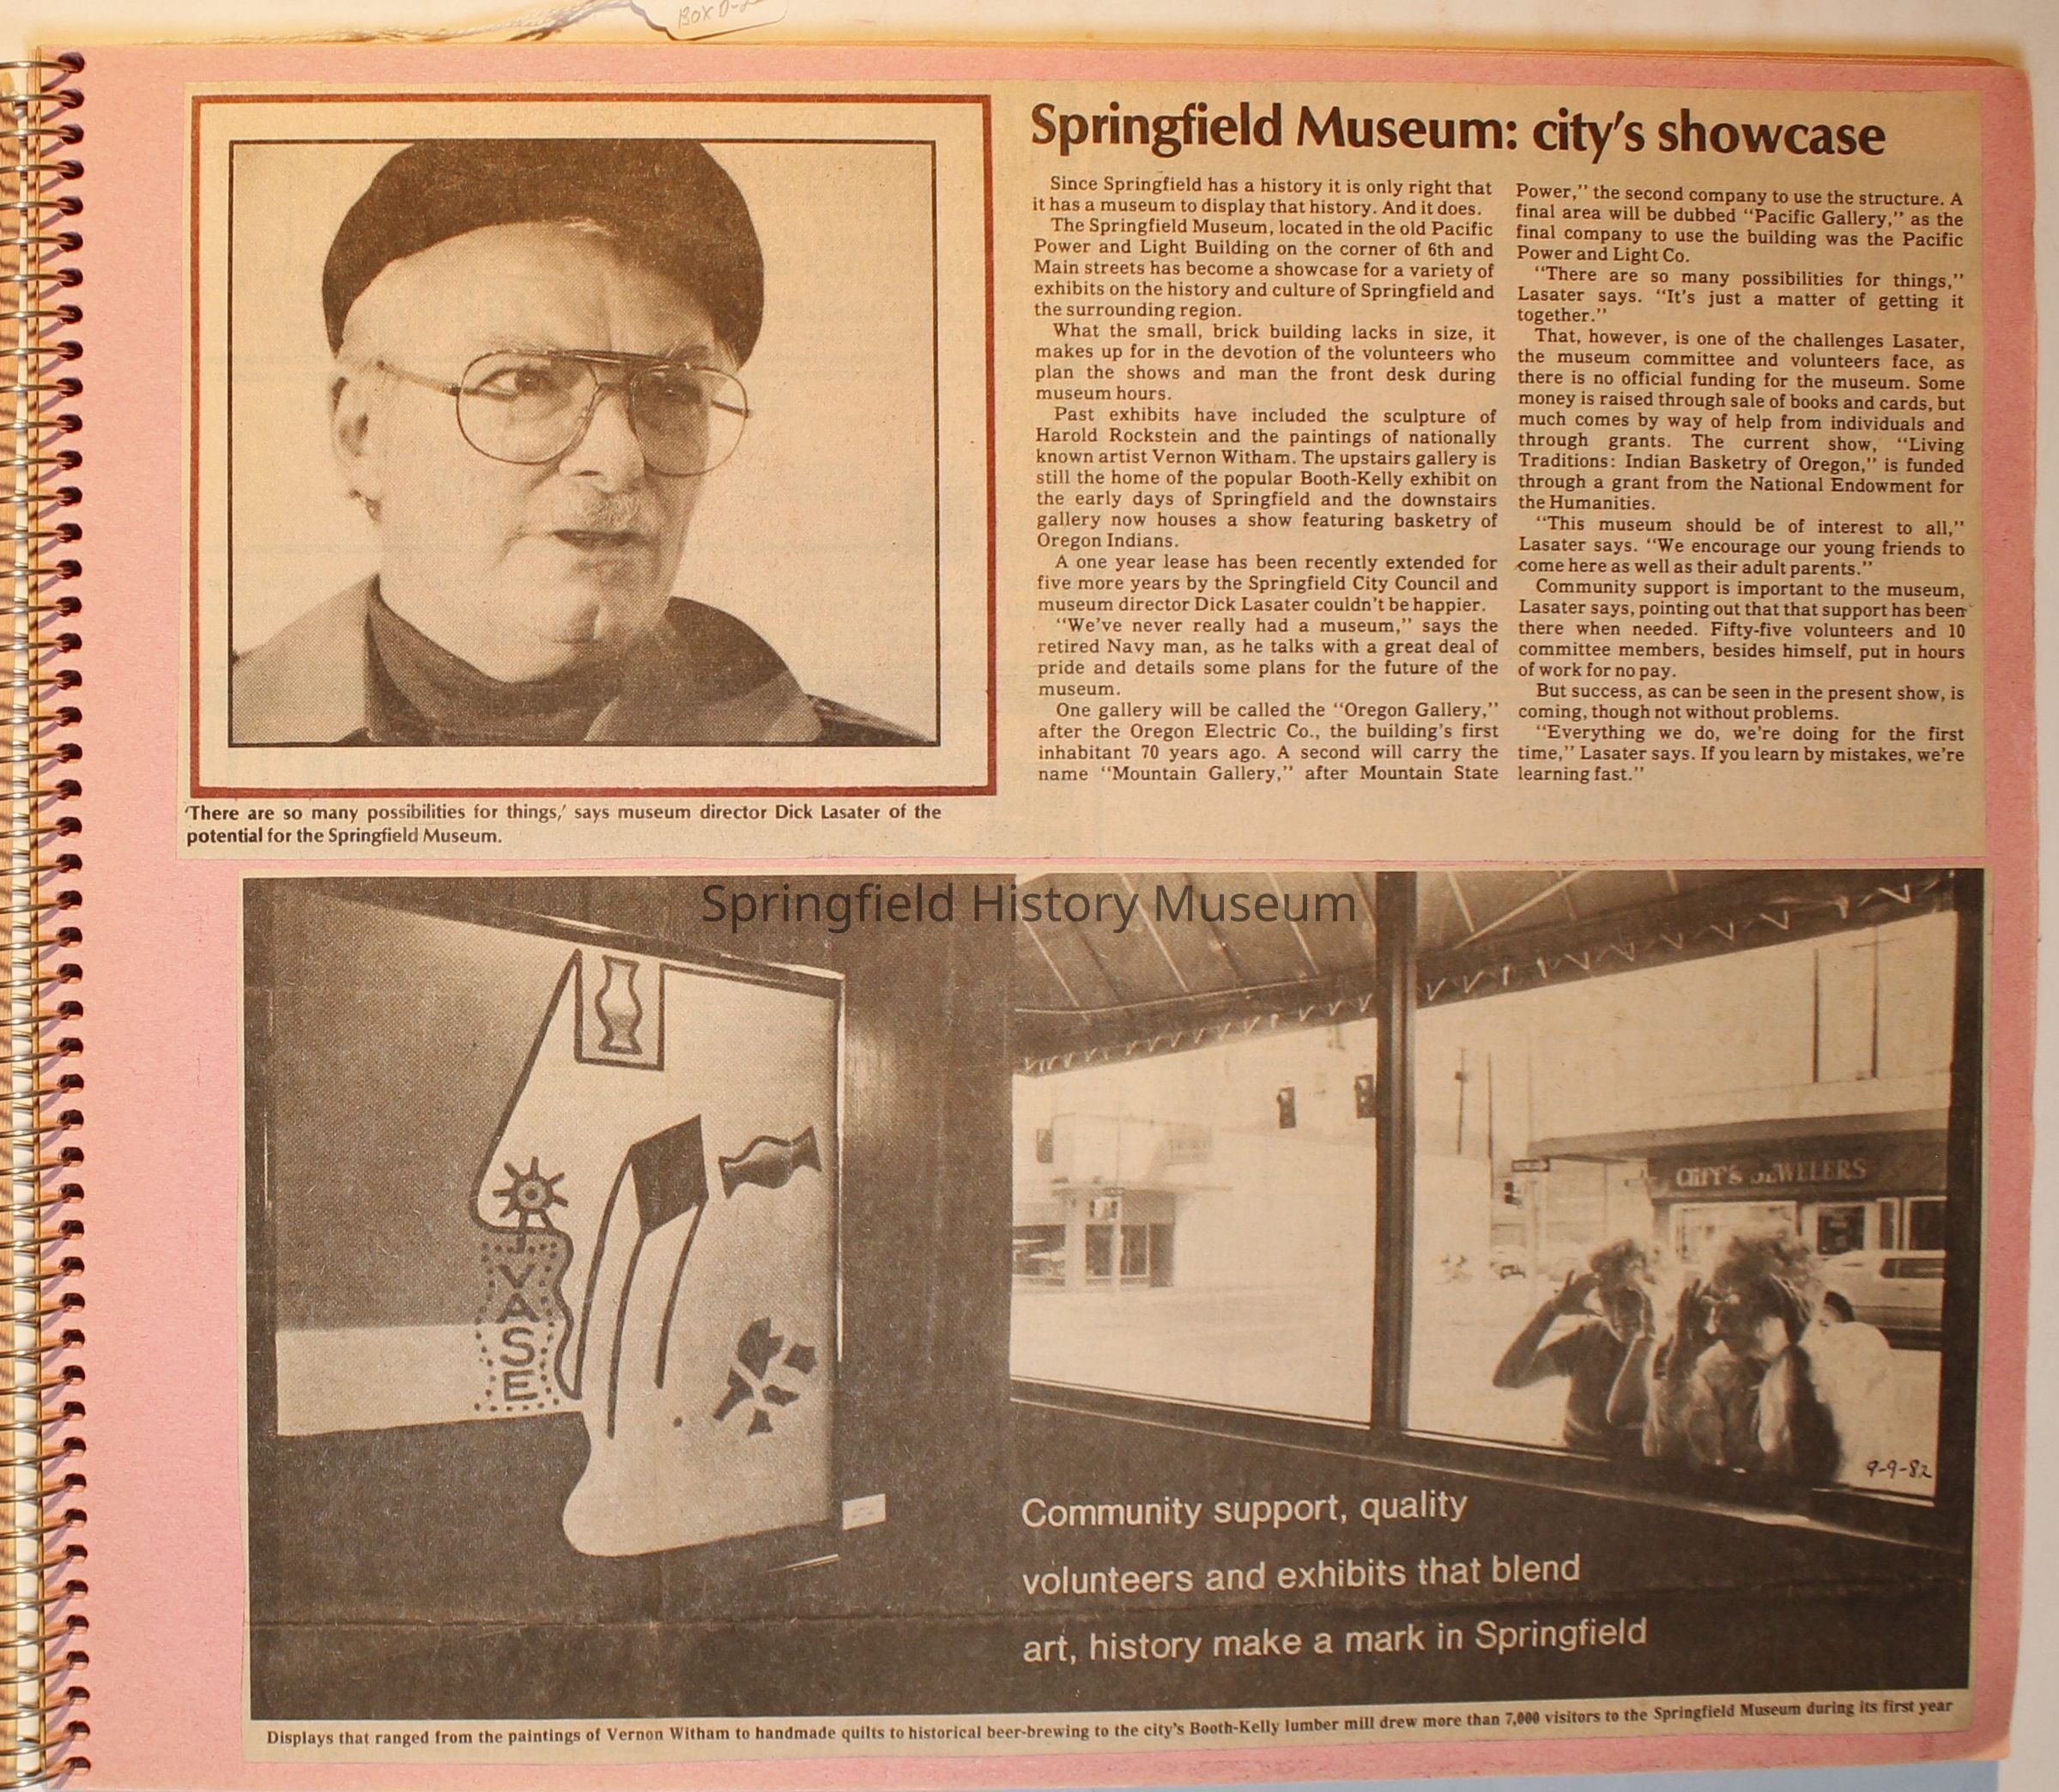 BOX D-2
Springfield Museum: city's showcase
Since Springfield has a history it is only right that
it has a museum to display that history. And it does.
The Springfield Museum, located in the old Pacific
Power and Light Building on the corner of 6th and
Main streets has become a showcase for a variety of
exhibits on the history and culture of Springfield and
the surrounding region.
What the small, brick building lacks in size, it
makes up for in the devotion of the volunteers who
plan the shows and man the front desk during
museum hours.
Past exhibits have included the sculpture of
Harold Rockstein and the paintings of nationally
known artist Vernon Witham. The upstairs gallery is
still the home of the popular Booth-Kelly exhibit on
the early days of Springfield and the downstairs
gallery now houses a show featuring basketry of
Oregon Indians.
A one year lease has been recently extended for
five more years by the Springfield City Council and
museum director Dick Lasater couldn't be happier.
"We've never really had a museum," says the
retired Navy man, as he talks with a great deal of
pride and details some plans for the future of the
museum.
One gallery will be called the "Oregon Gallery,"
after the Oregon Electric Co., the building's first
inhabitant 70 years ago. A second will carry the
name "Mountain Gallery," after Mountain State
Power," the second company to use the structure. A
final area will be dubbed "Pacific Gallery," as the
final company to use the building was the Pacific
Power and Light Co.
"There are so many possibilities for things,"
Lasater says. "It's just a matter of getting it
together."
That, however, is one of the challenges Lasater,
the museum committee and volunteers face, as
there is no official funding for the museum. Some
money is raised through sale of books and cards, but
much comes by way of help from individuals and
through grants. The current show, "Living
Traditions: Indian Basketry of Oregon," is funded
through a grant from the National Endowment for
the Humanities.
"This museum should be of interest to all,"
Lasater says. "We encourage our young friends to
come here as well as their adult parents."
Community support is important to the museum,
Lasater says, pointing out that that support has been
there when needed. Fifty-five volunteers and 10
committee members, besides himself, put in hours
of work for no pay.
But success, as can be seen in the present show, is
coming, though not without problems.
"Everything we do, we're doing for the first
time," Lasater says. If you learn by mistakes, we're
learning fast."
'There are so many possibilities for things,' says museum director Dick Lasater of the
potential for the Springfield Museum.
Springfield History Museum
VASE
Cliff's JEWELERS
9-9-82
Community support, quality
volunteers and exhibits that blend
art, history make a mark in Springfield
Displays that ranged from the paintings of Vernon Witham to handmade quilts to historical beer-brewing to the city's Booth-Kelly lumber mill drew more than 7,000 visitors to the Springfield Museum during its first year